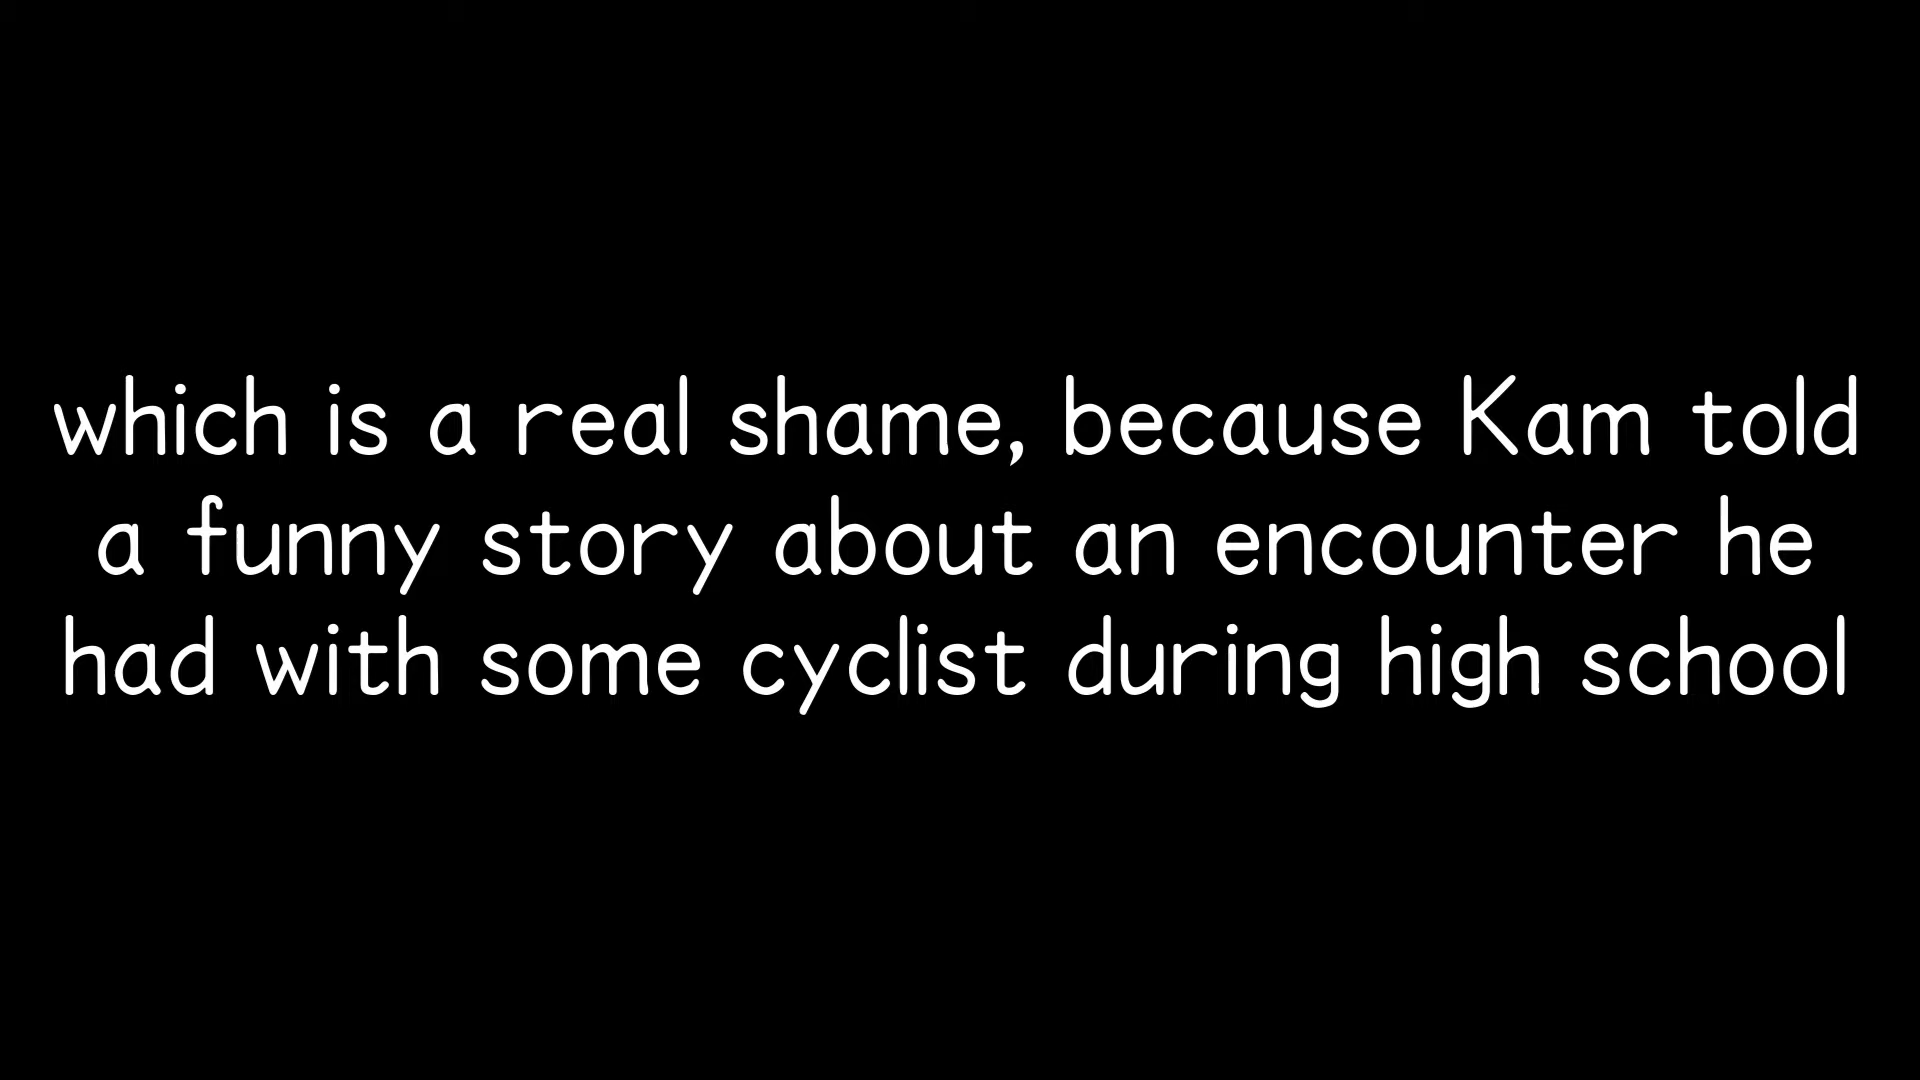 which is a real shame, because Kam told
a funny story about an encounter he
had with some cyclist during high school